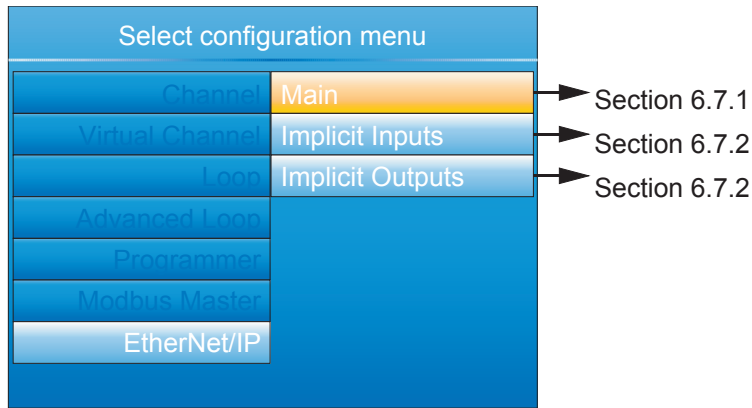 Select configuration menu
Channel
Main
Section 6.7.1
Virtual Channel
Implicit Inputs
Section 6.7.2
Loop
Implicit Outputs
Section 6.7.2
Advanced Loop
Programmer
Modbus Master
EtherNet/IP